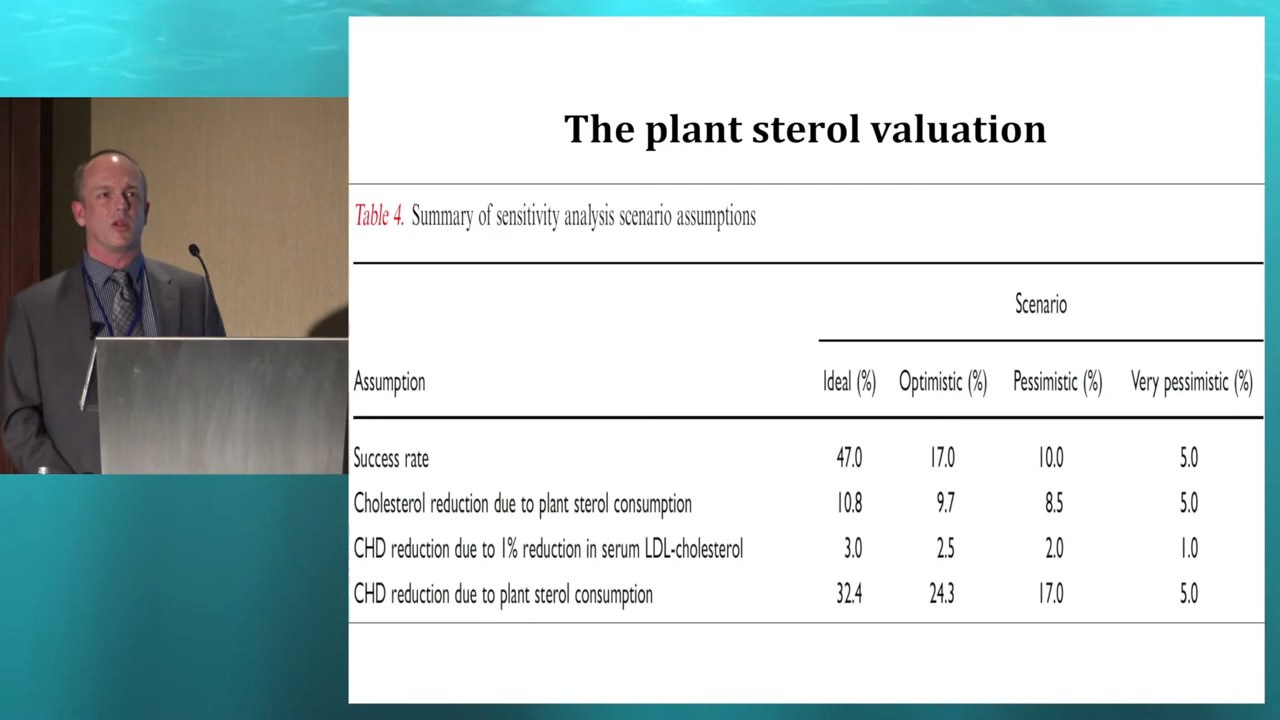 The plant sterol valuation
Table 4. Summary of sensitivity analysis scenario assumptions
Scenario
Assumption Ideal (%) Optimistic (%) Pessimistic (%) Very pessimistic (%)
Success rate 47.0 17.0 10.0 5.0
Cholesterol reduction due to plant sterol consumption 10.8 9.7 8.5 5.0
CHD reduction due to 1% reduction in serum LDL-cholesterol 3.0 2.5 2.0 1.0
CHD reduction due to plant sterol consumption 32.4 24.3 17.0 5.0